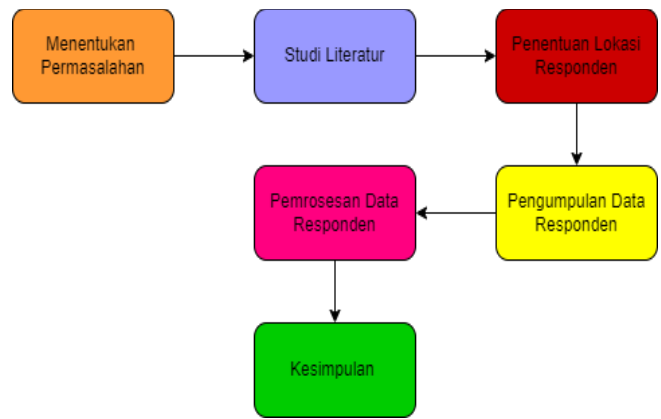 Menentukan
Permasalahan
Studi Literatur
Penentuan Lokasi
Responden
Pengumpulan Data
Responden
Pemrosesan Data
Responden
Kesimpulan